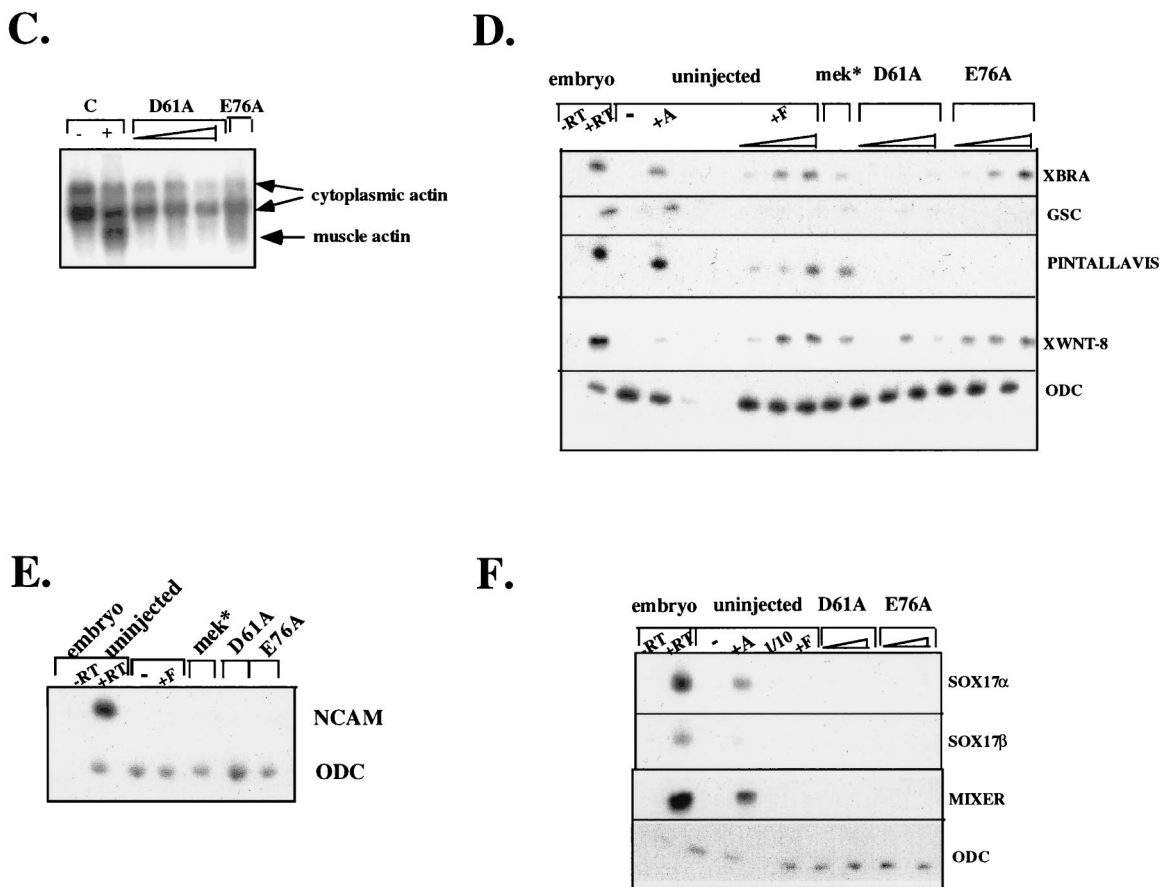 C.
C D61A E76A
- +
cytoplasmic actin
muscle actin
D.
embryo uninjected mek* D61A E76A
-RT +RT - +A +F
XBRA
GSC
PINTALLAVIS
XWNT-8
ODC
E.
embryo uninjected mek* D61A E76A
-RT +RT - +F
NCAM
ODC
F.
embryo uninjected D61A E76A
-RT +RT - +A 1/10 +F
SOX17α
SOX17β
MIXER
ODC